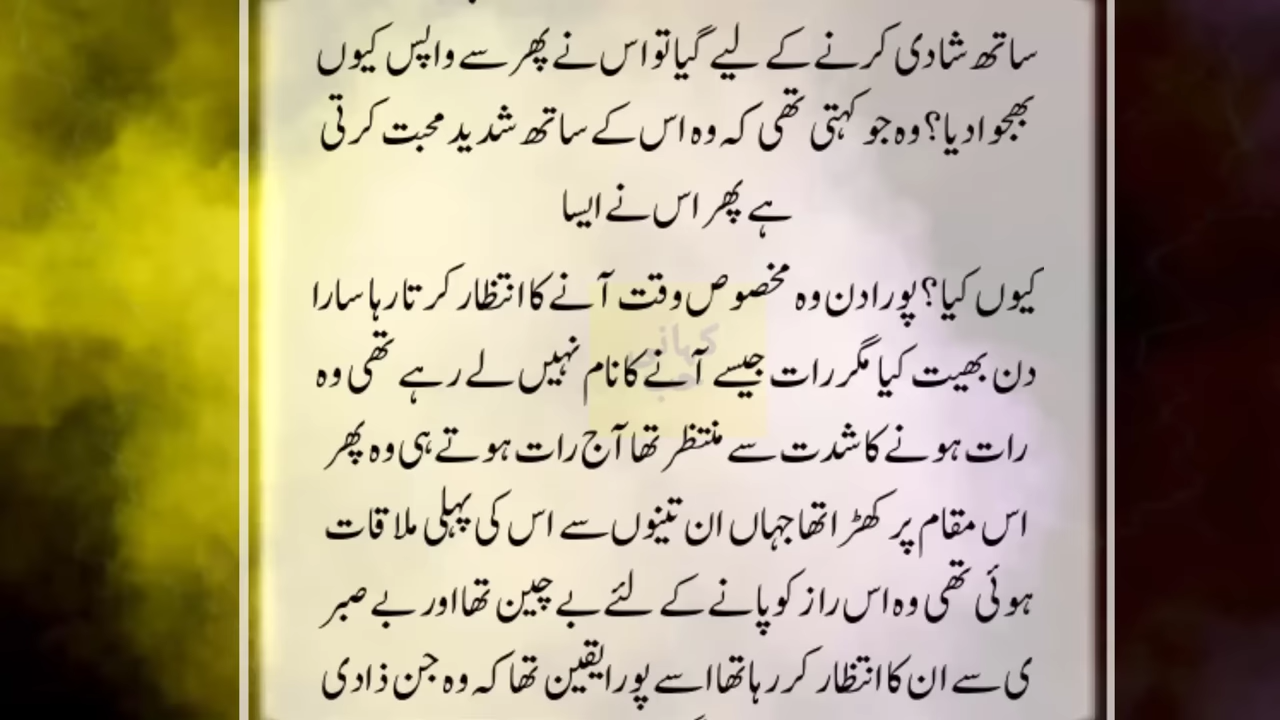 ساتھ شادی کرنے کے لیے گیا تو اس نے پھر سے واپس کیوں
بھجوا دیا؟ وہ جو کہتی تھی کہ وہ اس کے ساتھ شدید محبت کرتی
ہے پھر اس نے ایسا
کیوں کیا؟ پورا دن وہ مخصوص وقت آنے کا انتظار کرتا رہا سارا
دن بھیت کیا مگر رات جیسے آنے کا نام نہیں لے رہے تھی وہ
رات ہونے کا شدت سے منتظر تھا آج رات ہوتے ہی وہ پھر
اس مقام پر کھڑا تھا جہاں ان تینوں سے اس کی پہلی ملاقات
ہوئی تھی وہ اس راز کو پانے کے لئے بے چین تھا اور بے صبر
ی سے ان کا انتظار کر رہا تھا اسے پورا یقین تھا کہ وہ جن ذادی
کہانی